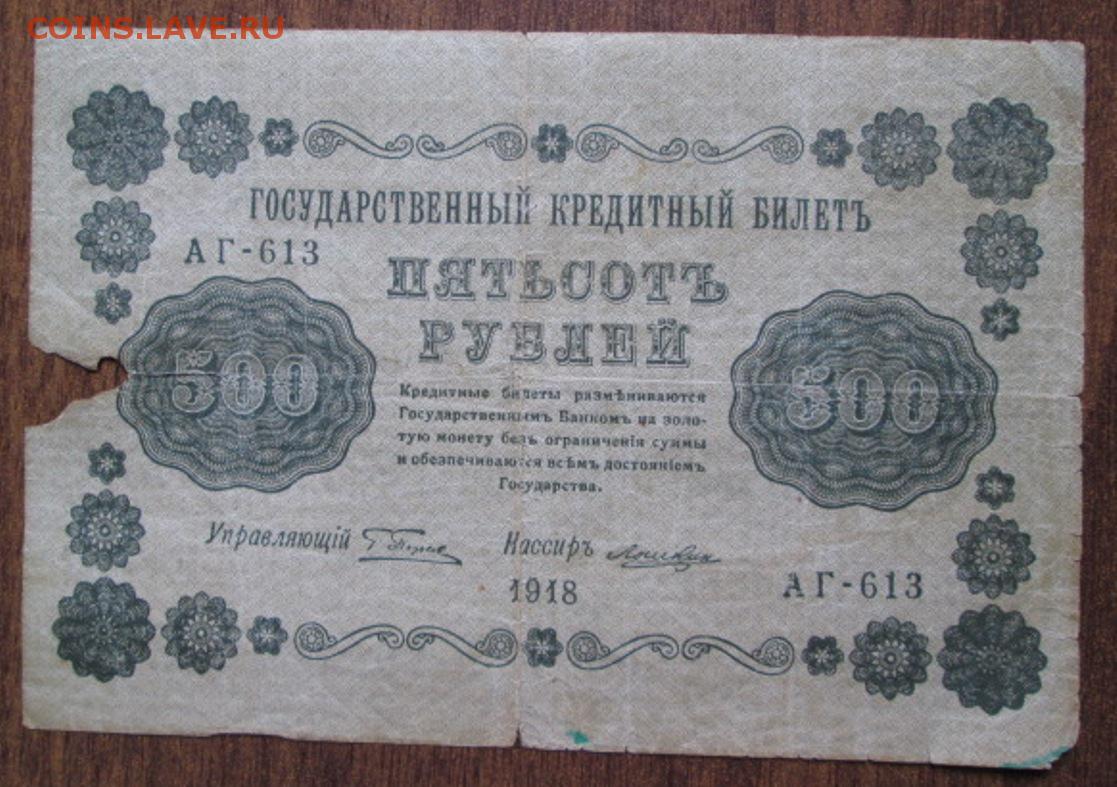 COINS.LAVE.RU
ГОСУДАРСТВЕННЫЙ КРЕДИТНЫЙ БИЛЕТЪ
АГ-613
ПЯТЬСОТЪ
РУБЛЕЙ
500
500
Кредитные билеты размѣниваются
Государственнымъ Банкомъ на золо-
тую монету безъ ограниченія суммы
и обезпечиваются всѣмъ достояніемъ
Государства.
Управляющій
Кассиръ
1918
АГ-613